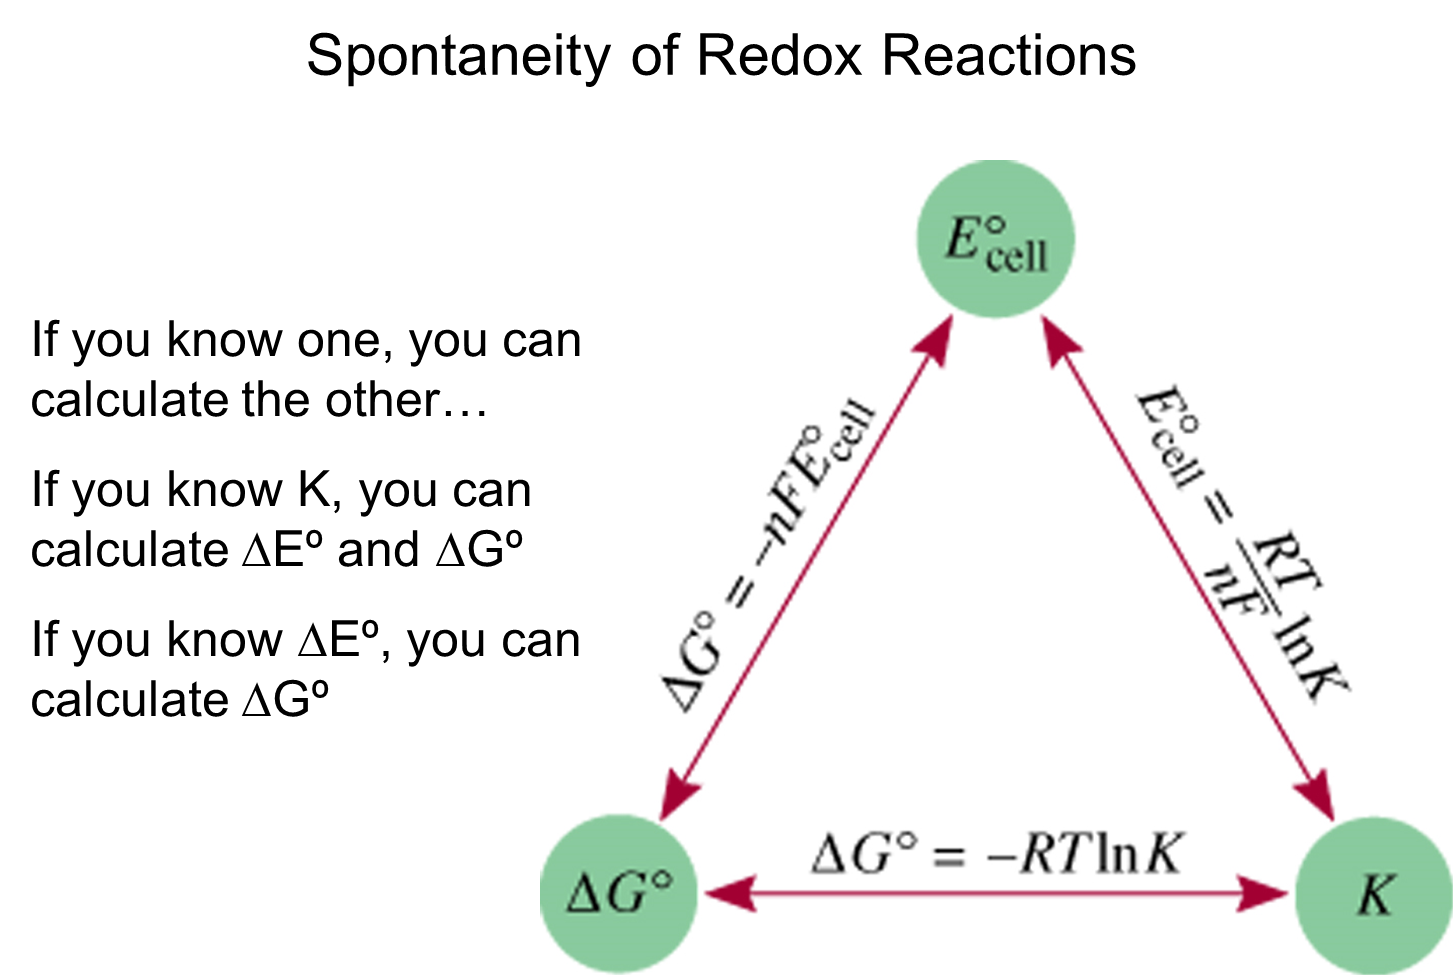 Spontaneity of Redox Reactions
E°cell
If you know one, you can
calculate the other…
If you know K, you can
calculate ΔEº and ΔGº
If you know ΔEº, you can
calculate ΔGº
ΔG° = −nFE°cell
E°cell = RT/nF ln K
ΔG° = −RT ln K
ΔG°
K